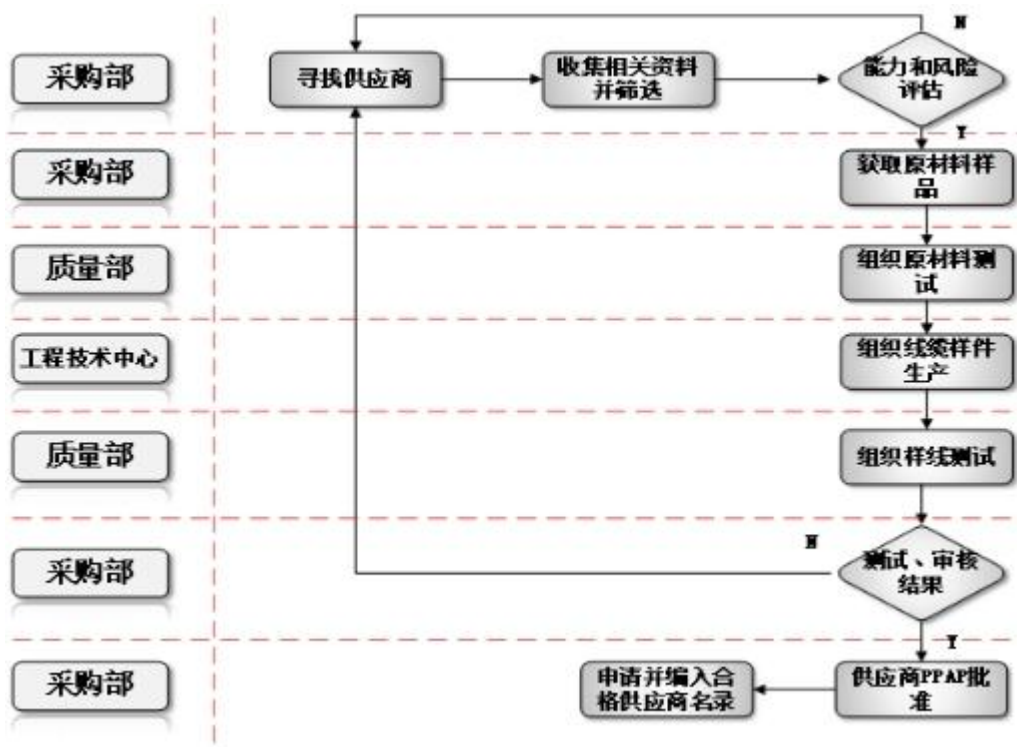 N
采购部
寻找供应商
收集相关资料
并筛选
能力和风险
评估
Y
采购部
获取原材料样
品
质量部
组织原材料测
试
工程技术中心
组织线缆样件
生产
质量部
组织样线测试
N
采购部
测试、审核
结果
Y
采购部
申请并编入合
格供应商名录
供应商PPAP批
准